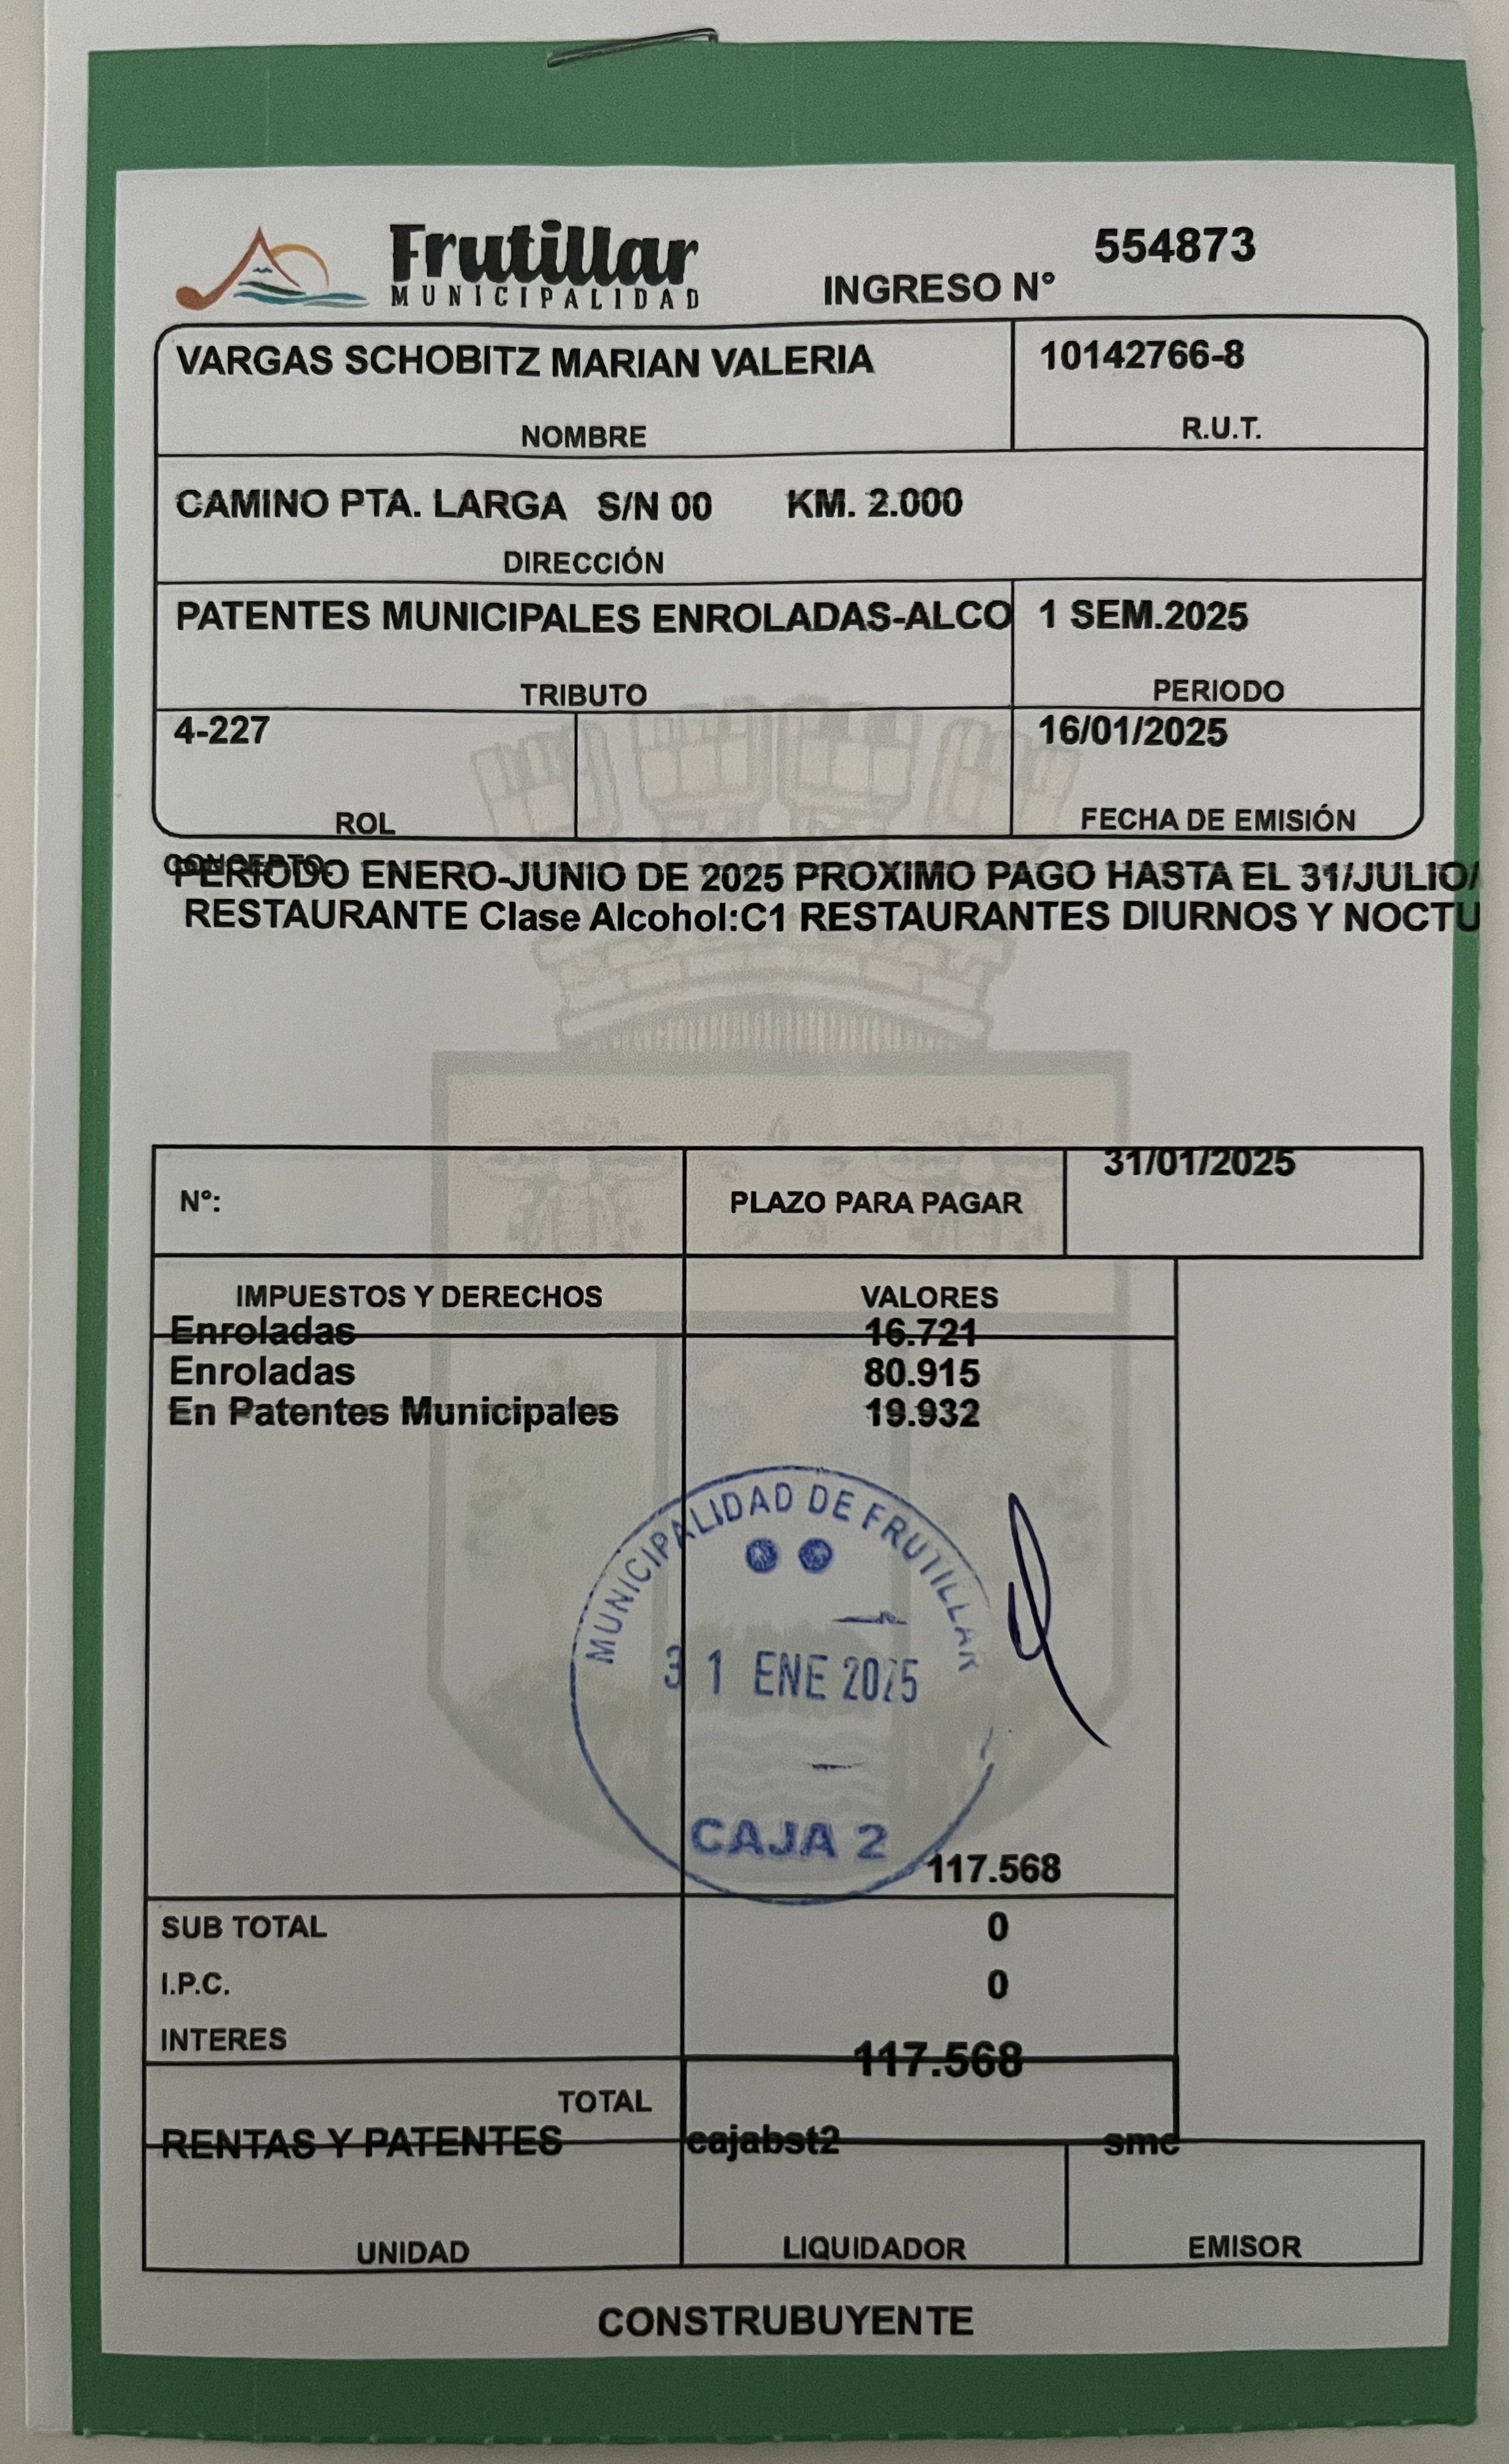 Frutillar
MUNICIPALIDAD
INGRESO N° 554873
VARGAS SCHOBITZ MARIAN VALERIA 10142766-8
NOMBRE R.U.T.
CAMINO PTA. LARGA S/N 00 KM. 2.000
DIRECCIÓN
PATENTES MUNICIPALES ENROLADAS-ALCO 1 SEM.2025
TRIBUTO PERIODO
4-227 16/01/2025
ROL FECHA DE EMISIÓN
CONCEPTO:
PERIODO ENERO-JUNIO DE 2025 PROXIMO PAGO HASTA EL 31/JULIO/
RESTAURANTE Clase Alcohol:C1 RESTAURANTES DIURNOS Y NOCTU
31/01/2025
N°: PLAZO PARA PAGAR
IMPUESTOS Y DERECHOS VALORES
Enroladas 16.721
Enroladas 80.915
En Patentes Municipales 19.932
MUNICIPALIDAD DE FRUTILLAR
31 ENE 2025
CAJA 2
117.568
SUB TOTAL 0
I.P.C. 0
INTERES
117.568
TOTAL
RENTAS Y PATENTES cajabst2 smc
UNIDAD LIQUIDADOR EMISOR
CONSTRUBUYENTE